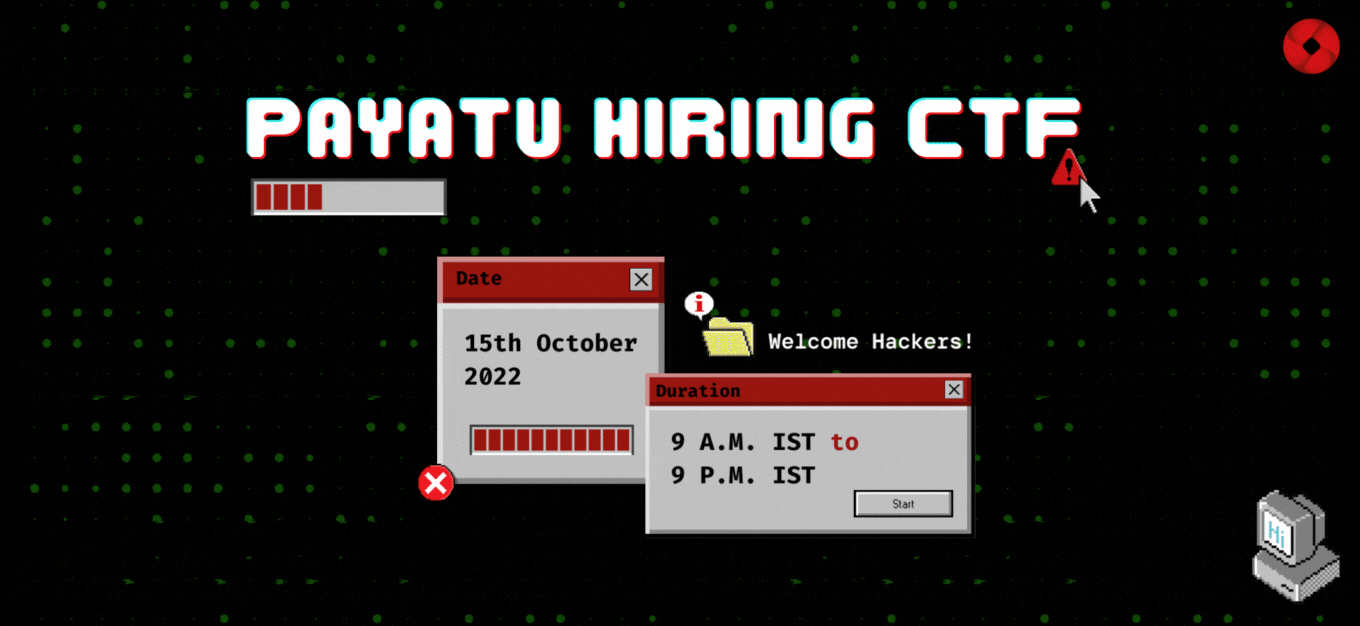 PAYATU HIRING CTF
Date
15th October
2022
Welcome Hackers!
Duration
9 A.M. IST to
9 P.M. IST
Start
Hi